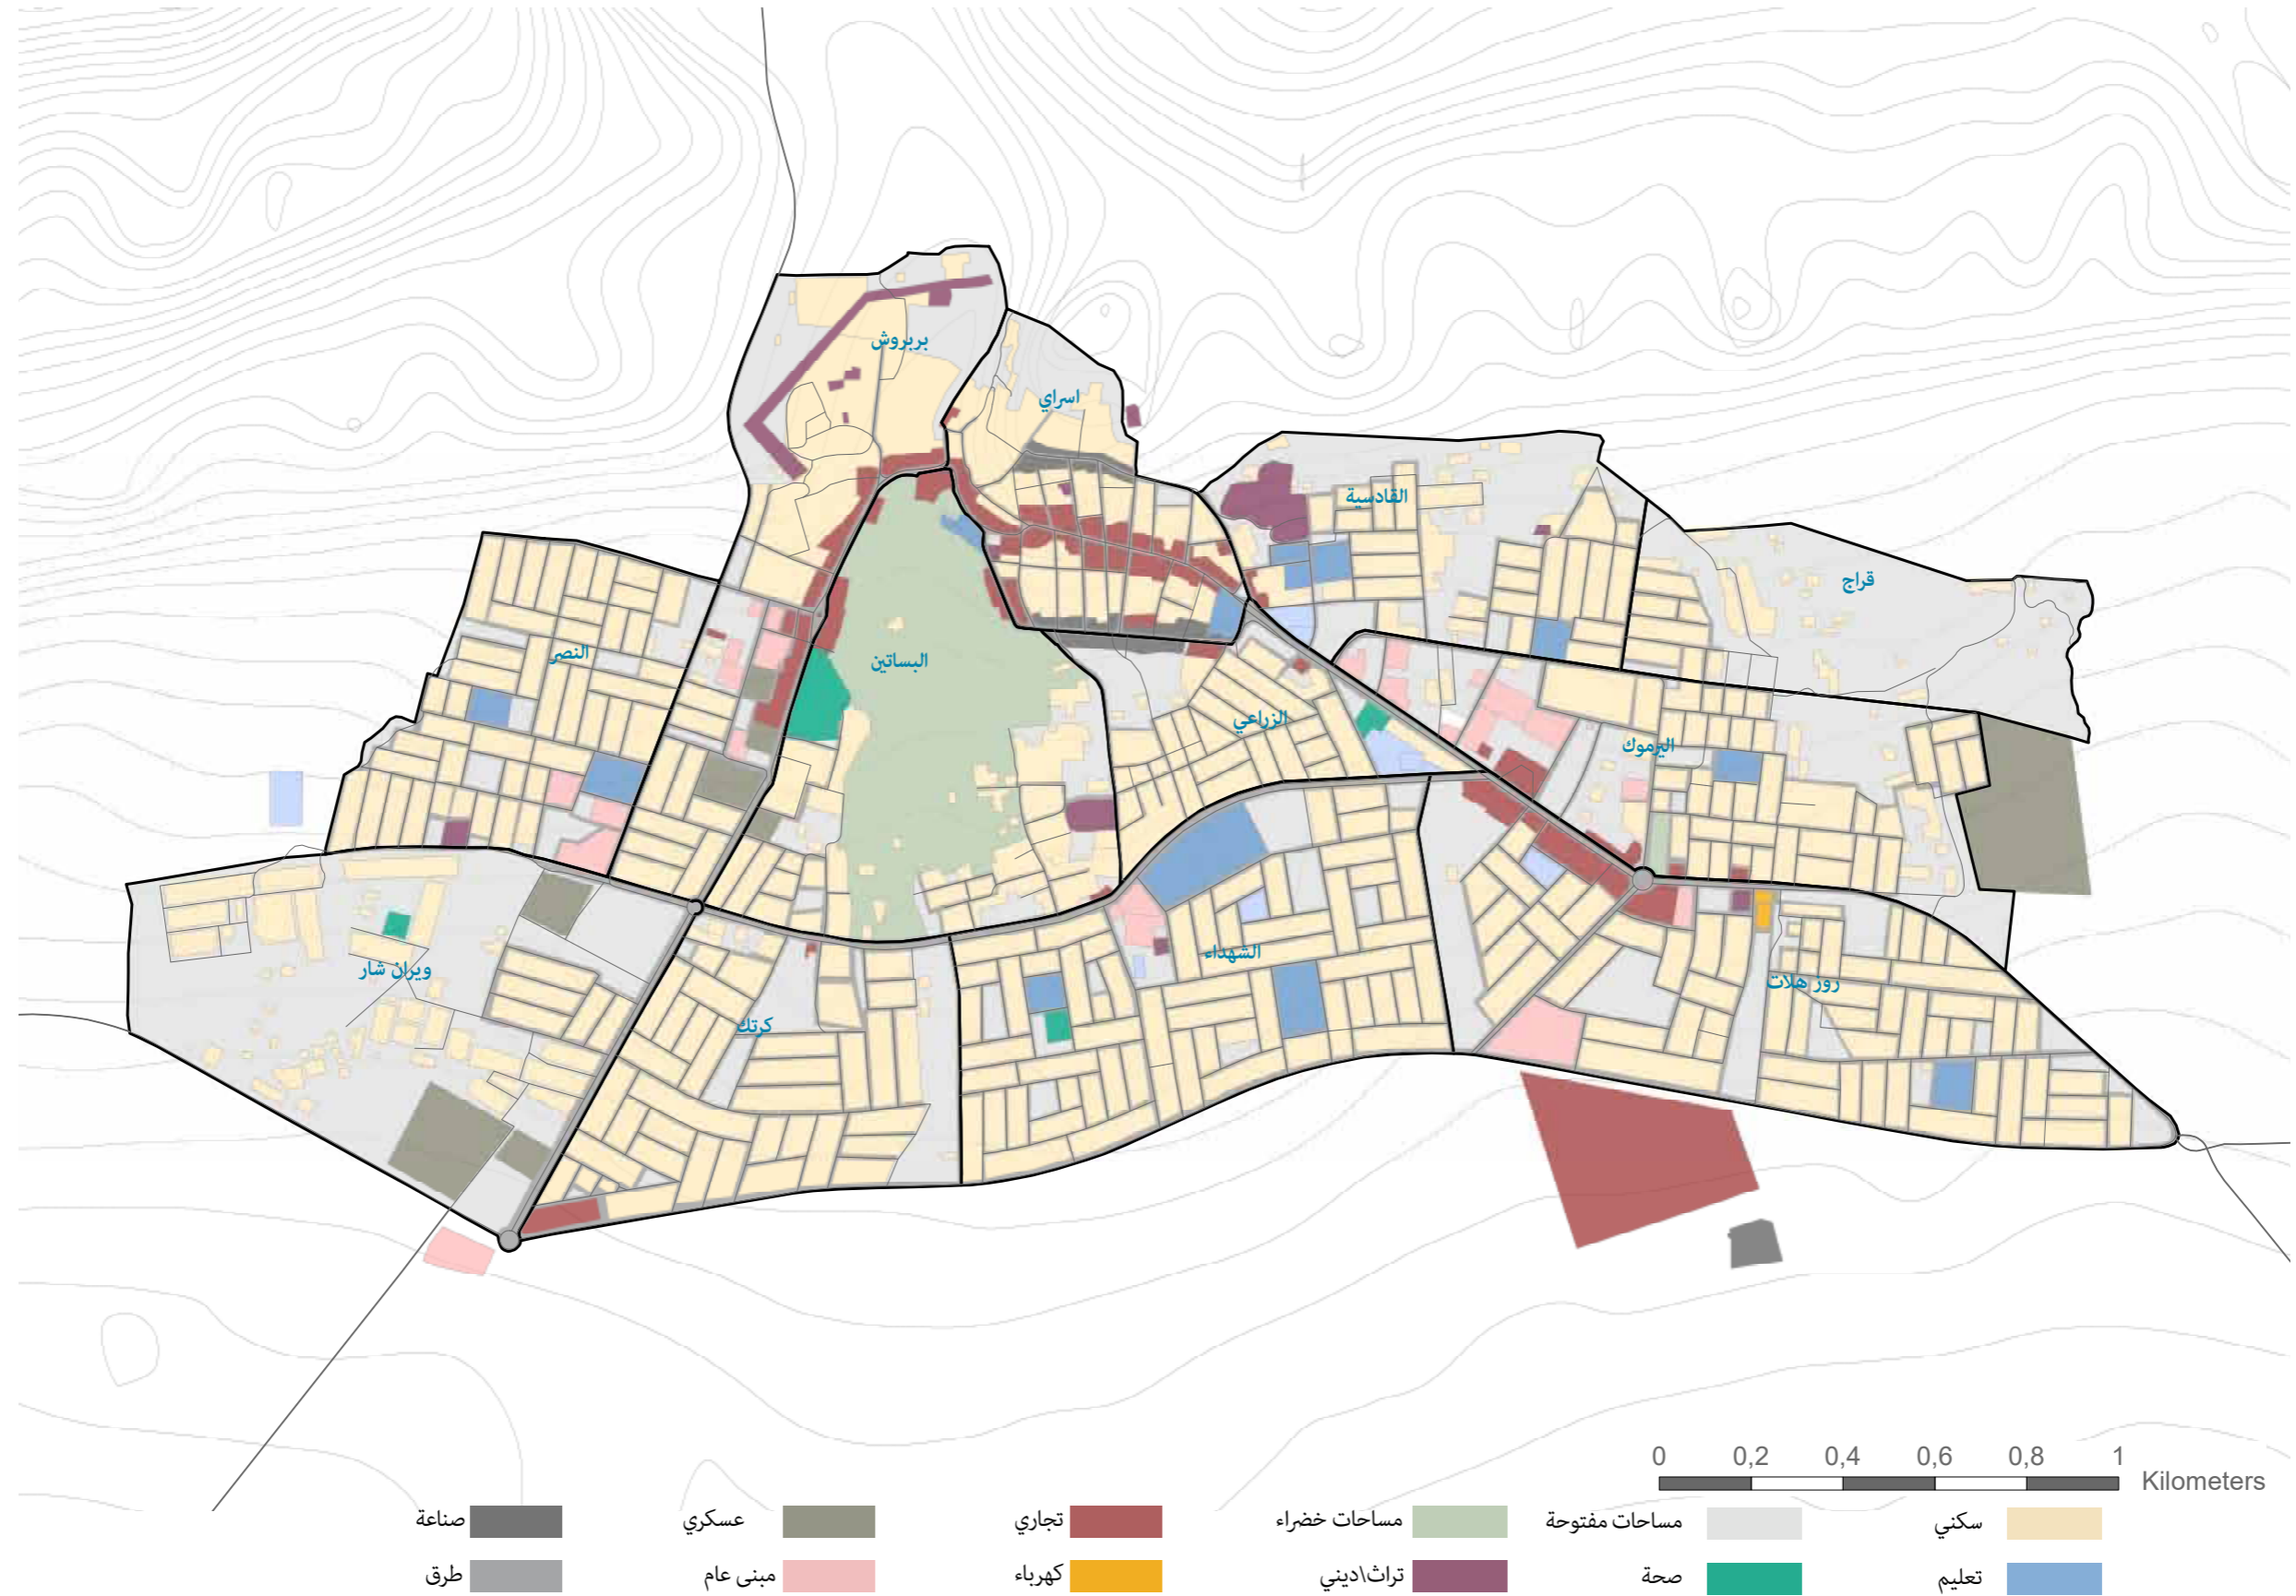 بربروش
اسراي
القادسية
قراج
النصر
البساتين
الزراعي
اليرموك
الشهداء
ويران شار
روز هلات
كرتك
0 0,2 0,4 0,6 0,8 1
Kilometers
سكني
مساحات مفتوحة
مساحات خضراء
تجاري
عسكري
صناعة
تعليم
صحة
تراث\ديني
كهرباء
مبنى عام
طرق